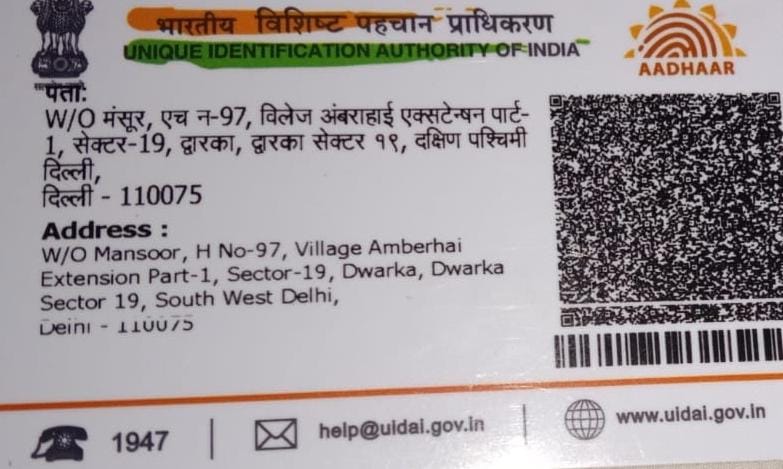 भारतीय विशिष्ट पहचान प्राधिकरण
UNIQUE IDENTIFICATION AUTHORITY OF INDIA
AADHAAR
पता:
W/O मंसूर, एच न-97, विलेज अंबराहाई एक्सटेन्षन पार्ट-
1, सेक्टर-19, द्वारका, द्वारका सेक्टर १९, दक्षिण पश्चिमी
दिल्ली,
दिल्ली - 110075
Address :
W/O Mansoor, H No-97, Village Amberhai
Extension Part-1, Sector-19, Dwarka, Dwarka
Sector 19, South West Delhi,
Delhi - 110075
1947
help@uidai.gov.in
www.uidai.gov.in